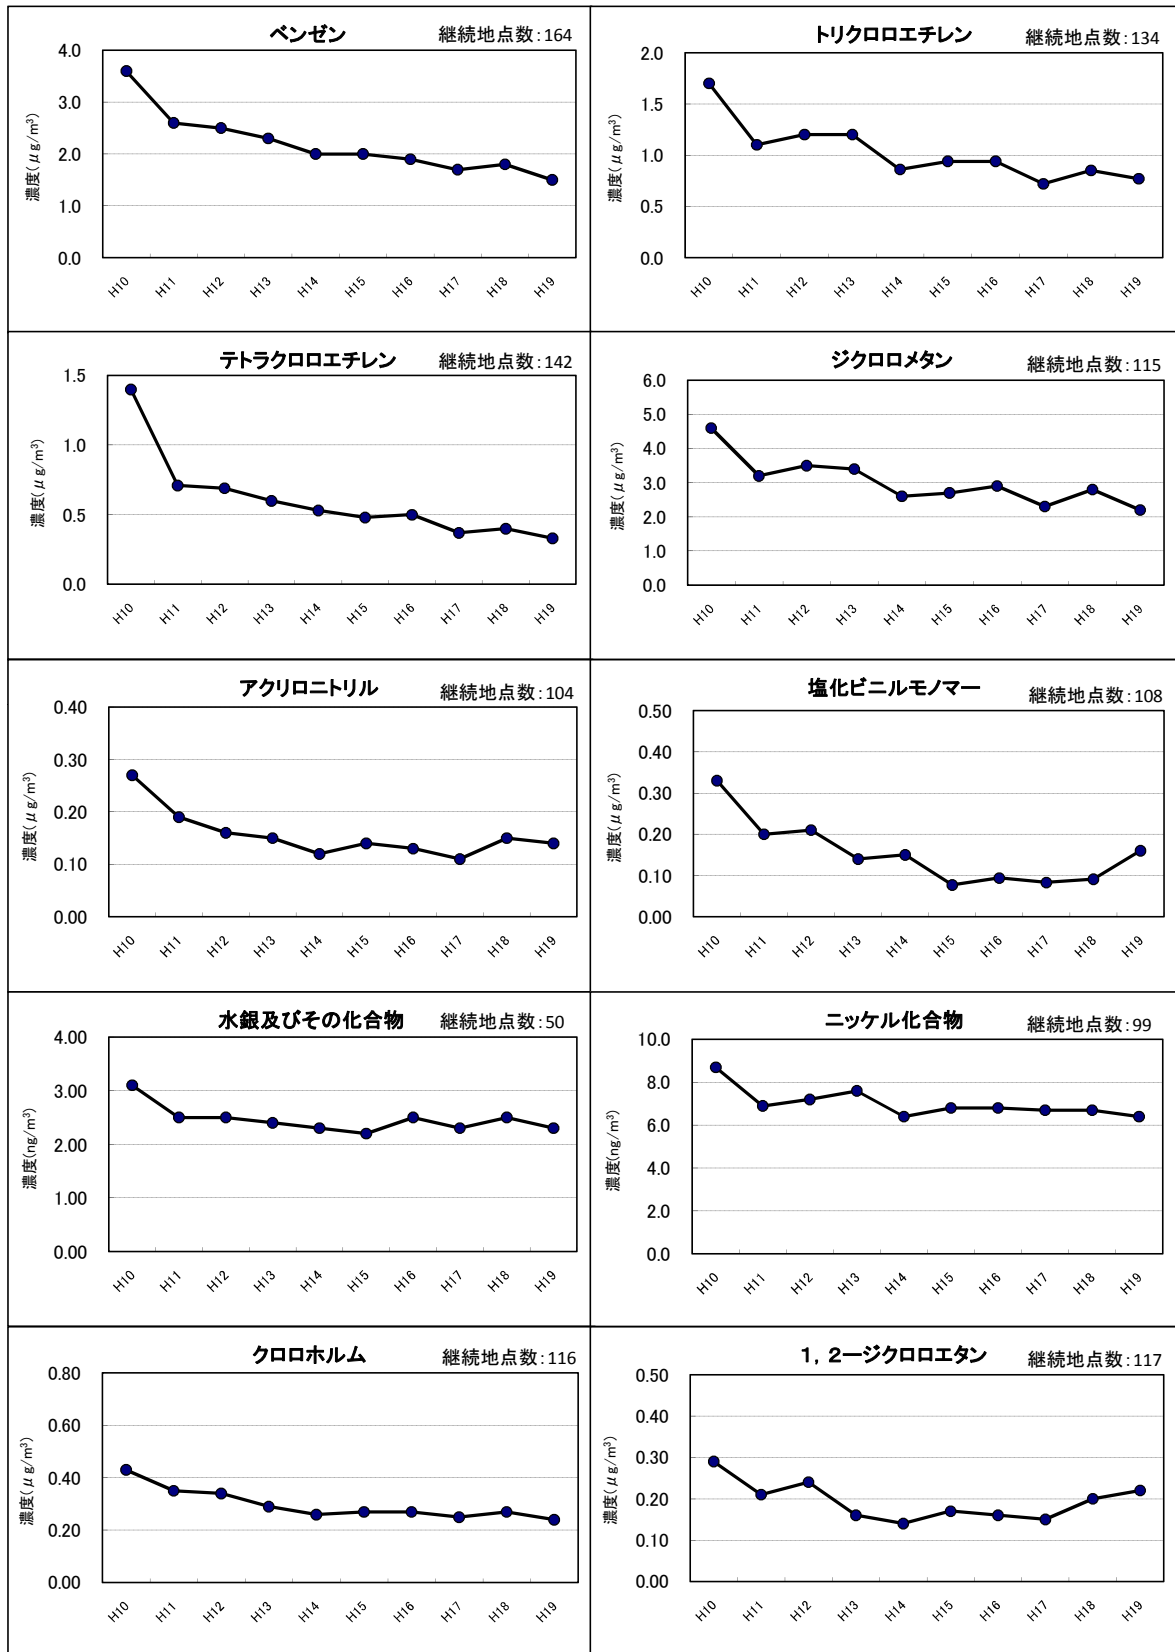 ベンゼン 継続地点数：164
濃度(μg/m³)
4.0
3.0
2.0
1.0
0.0
H10 H11 H12 H13 H14 H15 H16 H17 H18 H19
トリクロロエチレン 継続地点数：134
濃度(μg/m³)
2.0
1.5
1.0
0.5
0.0
H10 H11 H12 H13 H14 H15 H16 H17 H18 H19
テトラクロロエチレン 継続地点数：142
濃度(μg/m³)
1.5
1.0
0.5
0.0
H10 H11 H12 H13 H14 H15 H16 H17 H18 H19
ジクロロメタン 継続地点数：115
濃度(μg/m³)
6.0
5.0
4.0
3.0
2.0
1.0
0.0
H10 H11 H12 H13 H14 H15 H16 H17 H18 H19
アクリロニトリル 継続地点数：104
濃度(μg/m³)
0.40
0.30
0.20
0.10
0.00
H10 H11 H12 H13 H14 H15 H16 H17 H18 H19
塩化ビニルモノマー 継続地点数：108
濃度(μg/m³)
0.50
0.40
0.30
0.20
0.10
0.00
H10 H11 H12 H13 H14 H15 H16 H17 H18 H19
水銀及びその化合物 継続地点数：50
濃度(ng/m³)
4.00
3.00
2.00
1.00
0.00
H10 H11 H12 H13 H14 H15 H16 H17 H18 H19
ニッケル化合物 継続地点数：99
濃度(ng/m³)
10.0
8.0
6.0
4.0
2.0
0.0
H10 H11 H12 H13 H14 H15 H16 H17 H18 H19
クロロホルム 継続地点数：116
濃度(μg/m³)
0.80
0.60
0.40
0.20
0.00
H10 H11 H12 H13 H14 H15 H16 H17 H18 H19
1，2ージクロロエタン 継続地点数：117
濃度(μg/m³)
0.50
0.40
0.30
0.20
0.10
0.00
H10 H11 H12 H13 H14 H15 H16 H17 H18 H19